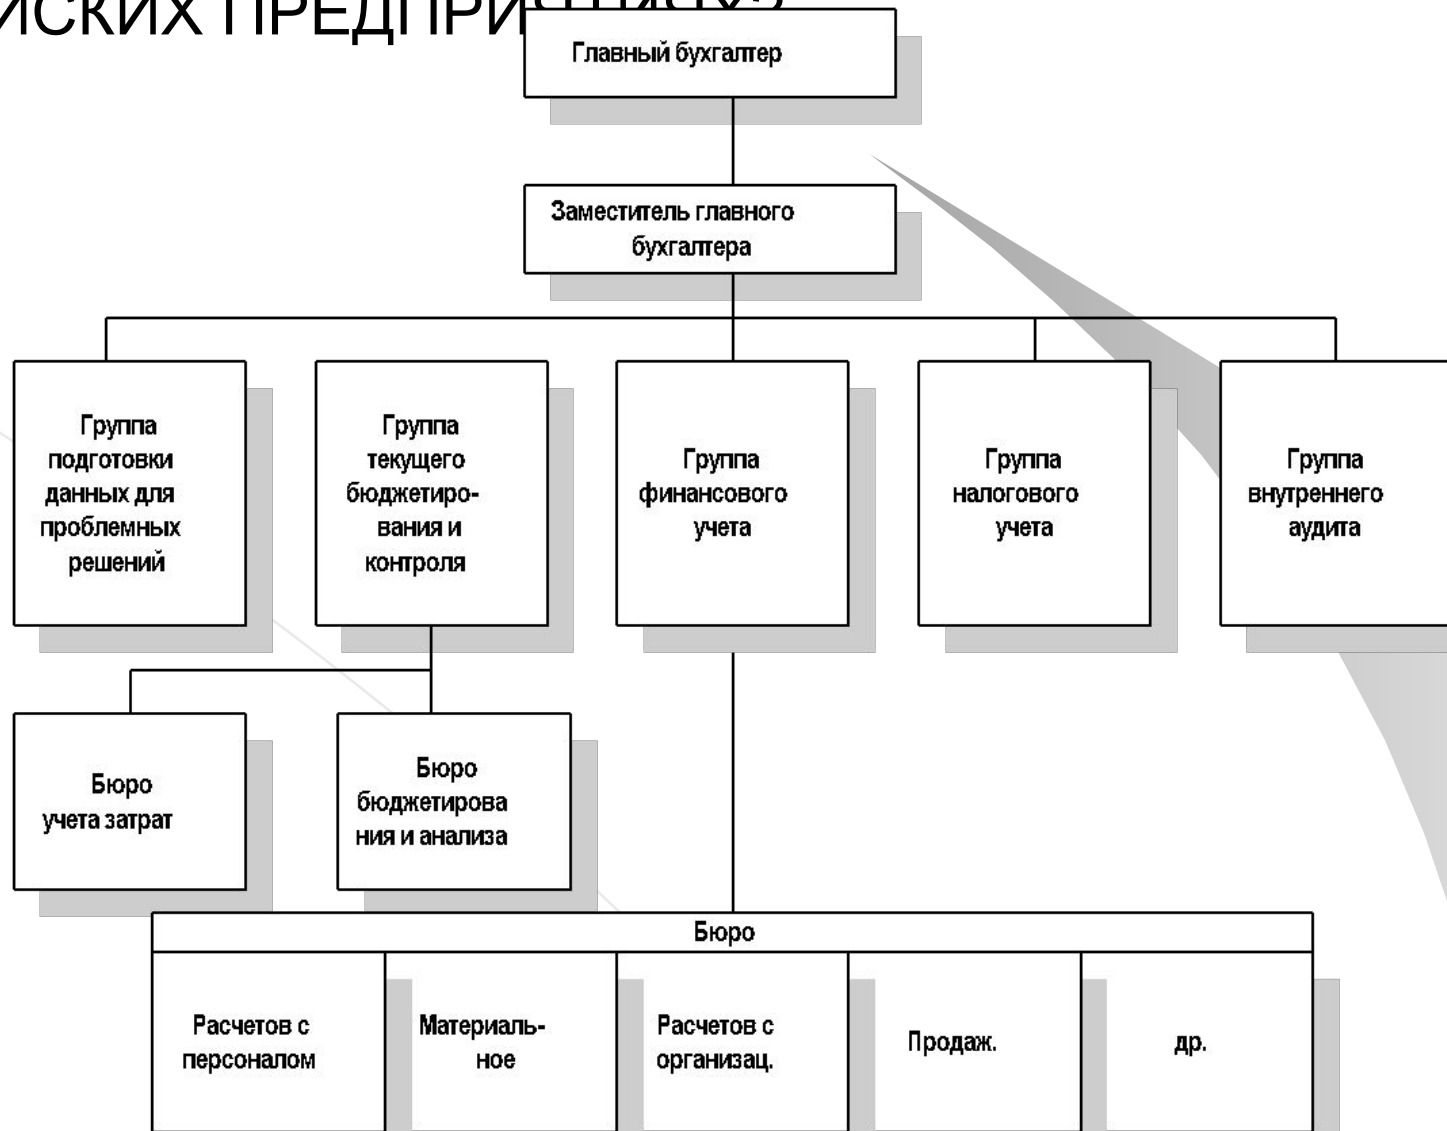 Главный бухгалтер
Заместитель главного
бухгалтера
Группа
подготовки
данных для
проблемных
решений
Группа
текущего
бюджетиро-
вания и
контроля
Группа
финансового
учета
Группа
налогового
учета
Группа
внутреннего
аудита
Бюро
учета затрат
Бюро
бюджетирова
ния и анализа
Бюро
Расчетов с
персоналом
Материаль-
ное
Расчетов с
организац.
Продаж.
др.